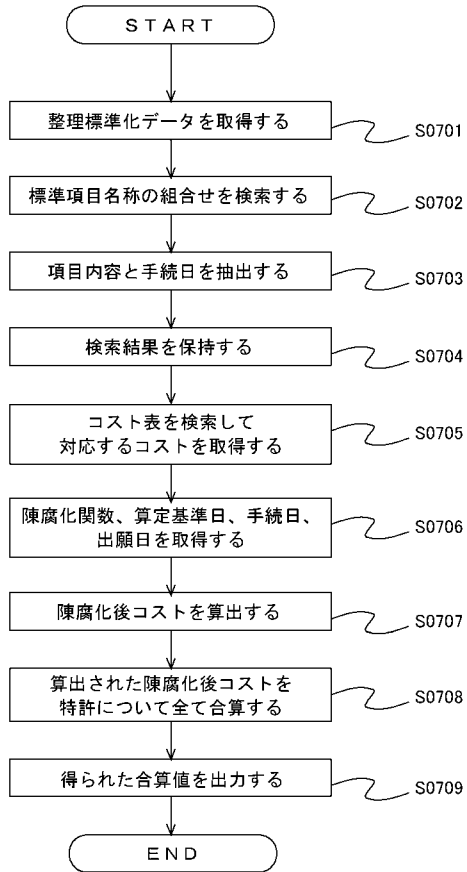 START
整理標準化データを取得する
S0701
標準項目名称の組合せを検索する
S0702
項目内容と手続日を抽出する
S0703
検索結果を保持する
S0704
コスト表を検索して
対応するコストを取得する
S0705
陳腐化関数、算定基準日、手続日、
出願日を取得する
S0706
陳腐化後コストを算出する
S0707
算出された陳腐化後コストを
特許について全て合算する
S0708
得られた合算値を出力する
S0709
END